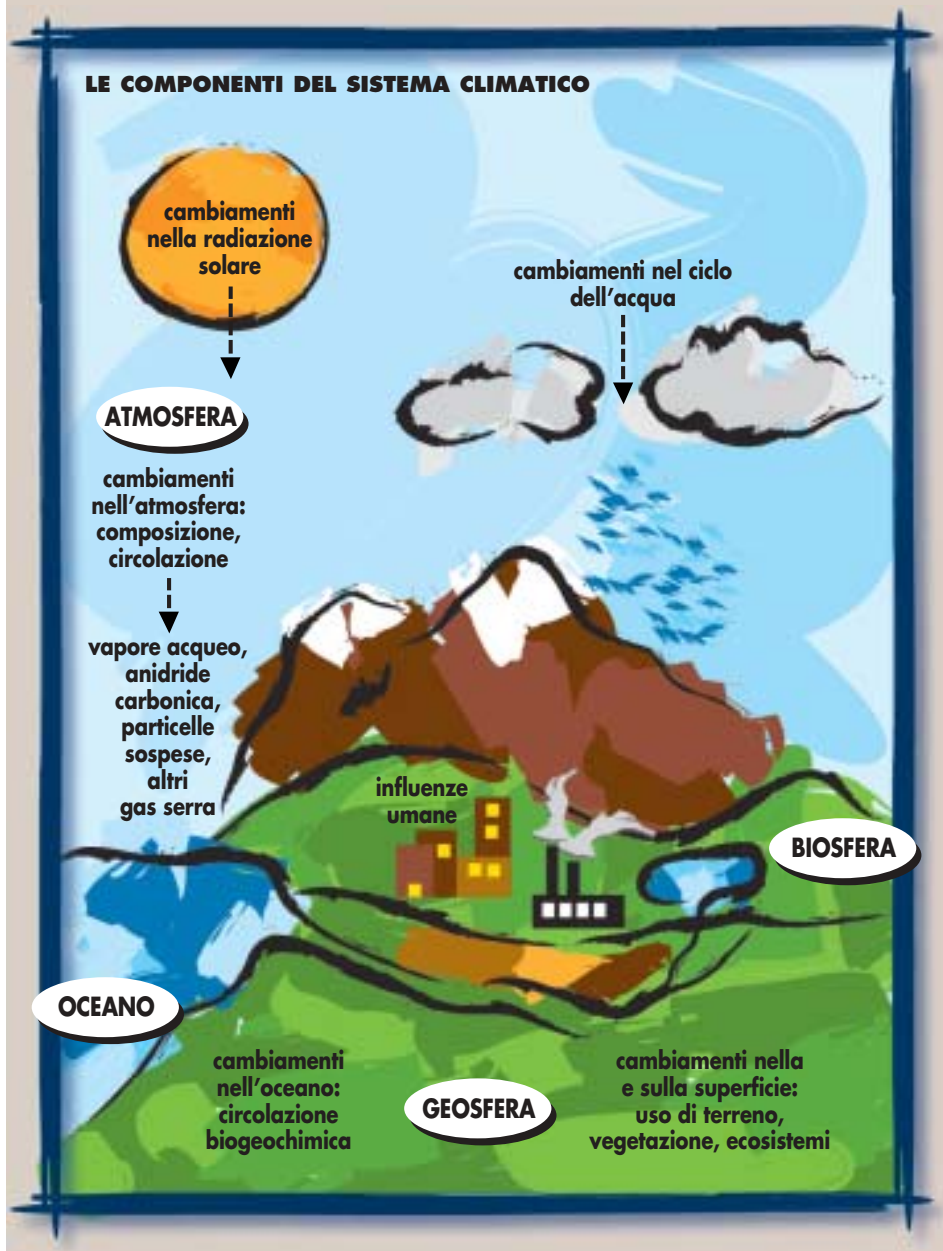 LE COMPONENTI DEL SISTEMA CLIMATICO
cambiamenti
nella radiazione
solare
cambiamenti nel ciclo
dell'acqua
ATMOSFERA
cambiamenti
nell'atmosfera:
composizione,
circolazione
vapore acqueo,
anidride
carbonica,
particelle
sospese,
altri
gas serra
influenze
umane
BIOSFERA
OCEANO
cambiamenti
nell'oceano:
circolazione
biogeochimica
GEOSFERA
cambiamenti nella
e sulla superficie:
uso di terreno,
vegetazione, ecosistemi